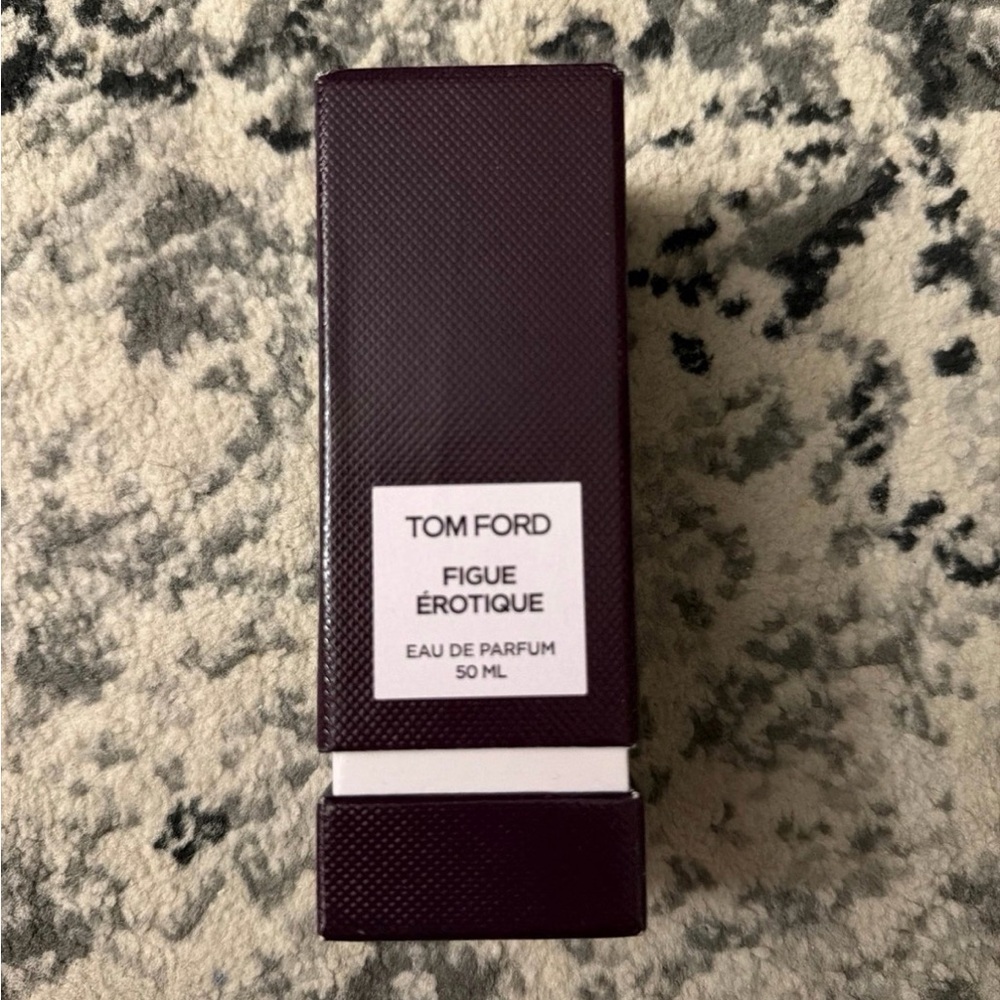 TOM FORD
FIGUE
ÉROTIQUE
EAU DE PARFUM
50 ML